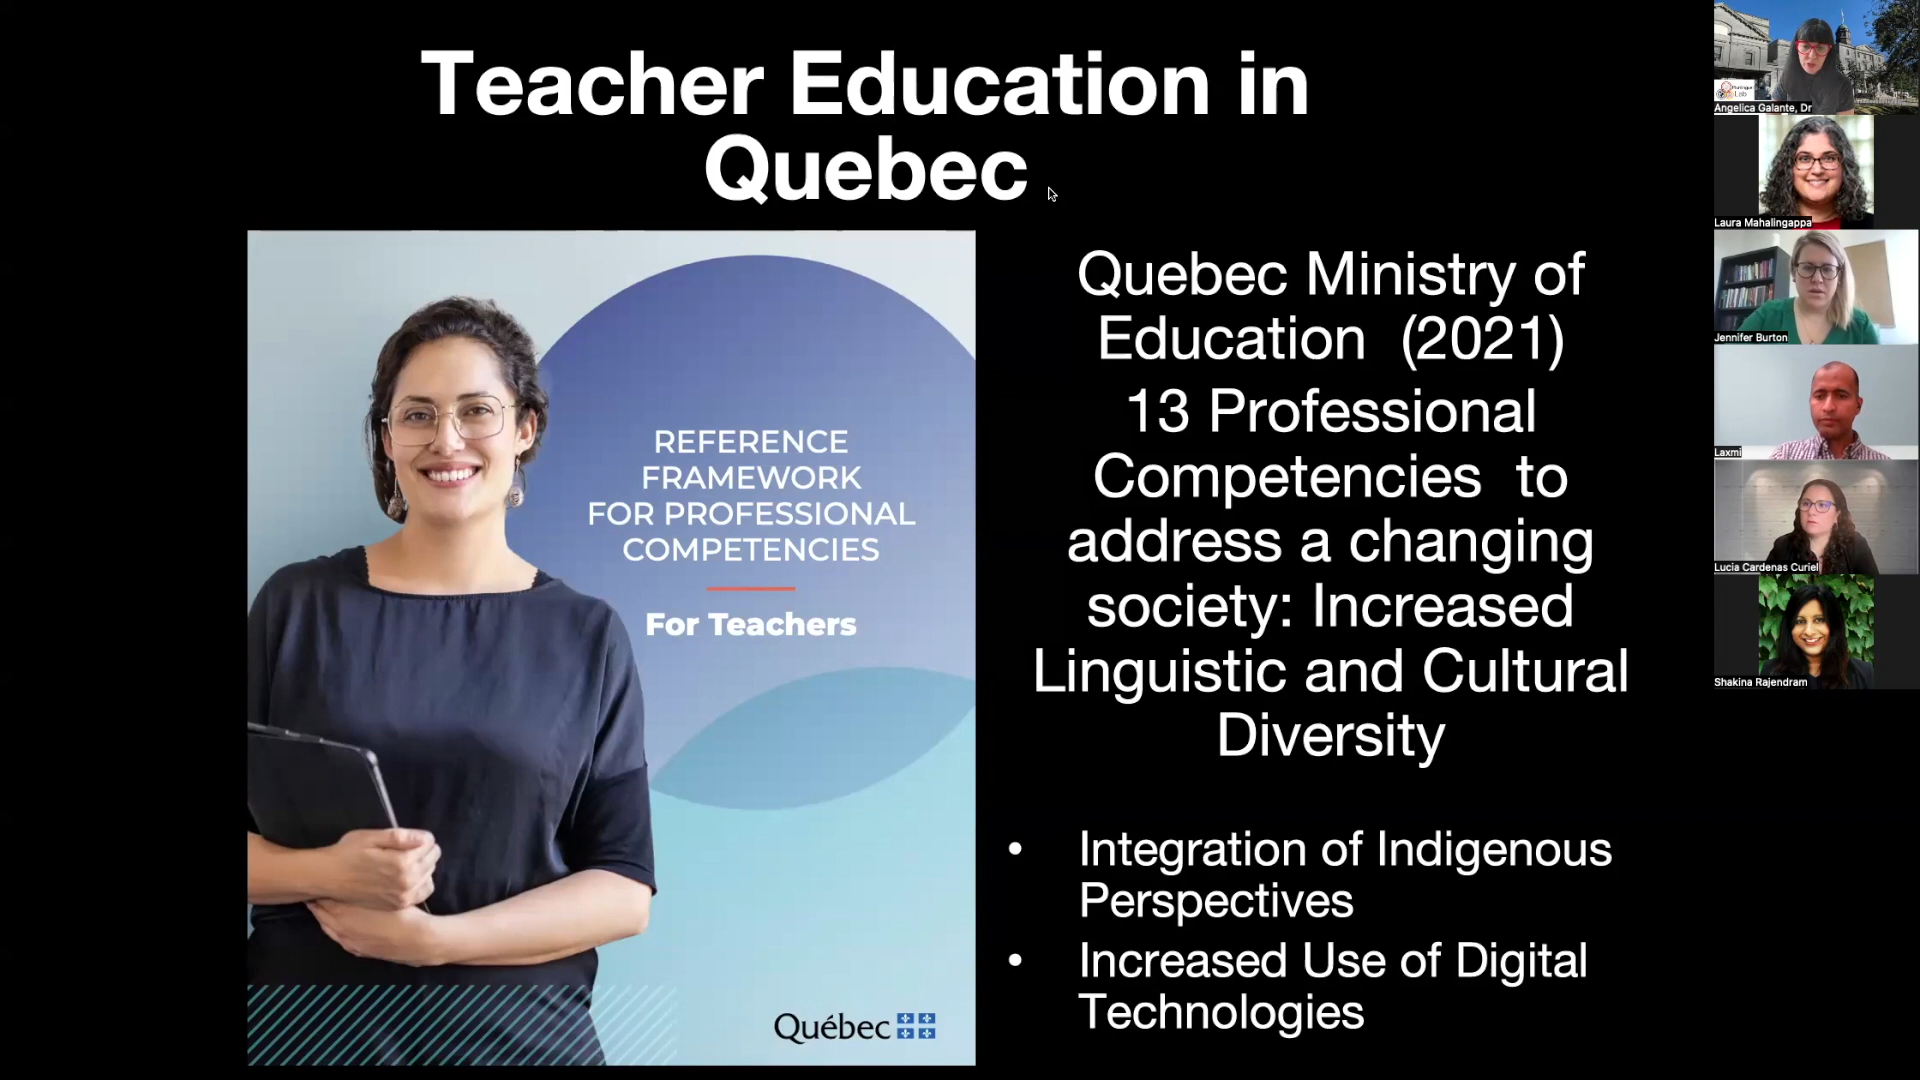 Teacher Education in
Quebec
REFERENCE
FRAMEWORK
FOR PROFESSIONAL
COMPETENCIES
For Teachers
Québec
Quebec Ministry of
Education (2021)
13 Professional
Competencies to
address a changing
society: Increased
Linguistic and Cultural
Diversity
• Integration of Indigenous
Perspectives
• Increased Use of Digital
Technologies
Lab
Angelica Galante, Dr
Laura Mahalingappa
Jennifer Burton
Laxmi
Lucia Cardenas Curiel
Shakina Rajendram